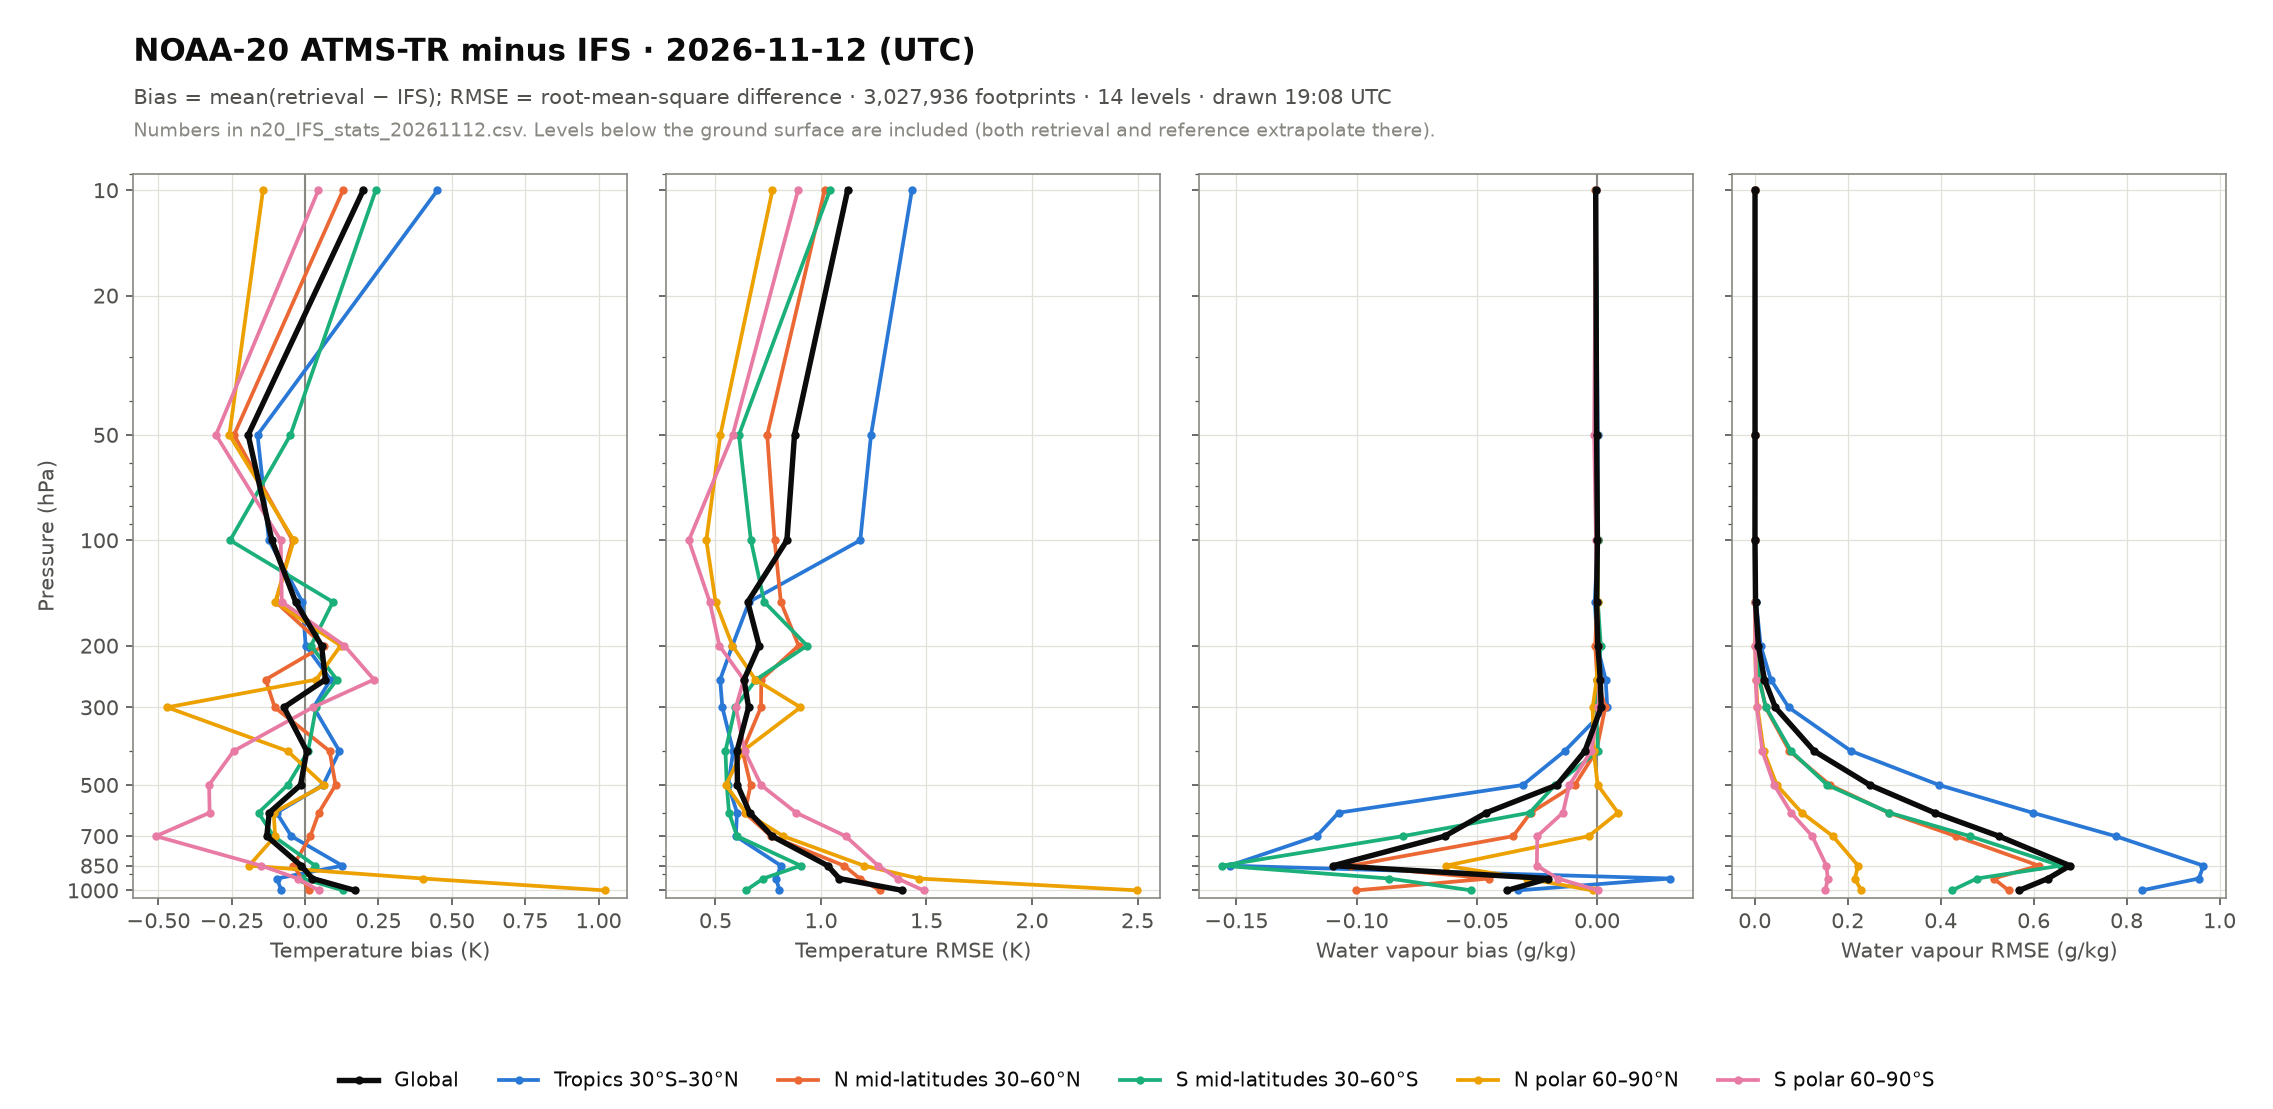 NOAA-20 ATMS-TR minus IFS · 2026-11-12 (UTC)
Bias = mean(retrieval − IFS); RMSE = root-mean-square difference · 3,027,936 footprints · 14 levels · drawn 19:08 UTC
Numbers in n20_IFS_stats_20261112.csv. Levels below the ground surface are included (both retrieval and reference extrapolate there).
Pressure (hPa)
10
20
50
100
200
300
500
700
850
1000
−0.50 −0.25 0.00 0.25 0.50 0.75 1.00
Temperature bias (K)
0.5 1.0 1.5 2.0 2.5
Temperature RMSE (K)
−0.15 −0.10 −0.05 0.00
Water vapour bias (g/kg)
0.0 0.2 0.4 0.6 0.8 1.0
Water vapour RMSE (g/kg)
Global Tropics 30°S–30°N N mid-latitudes 30–60°N S mid-latitudes 30–60°S N polar 60–90°N S polar 60–90°S